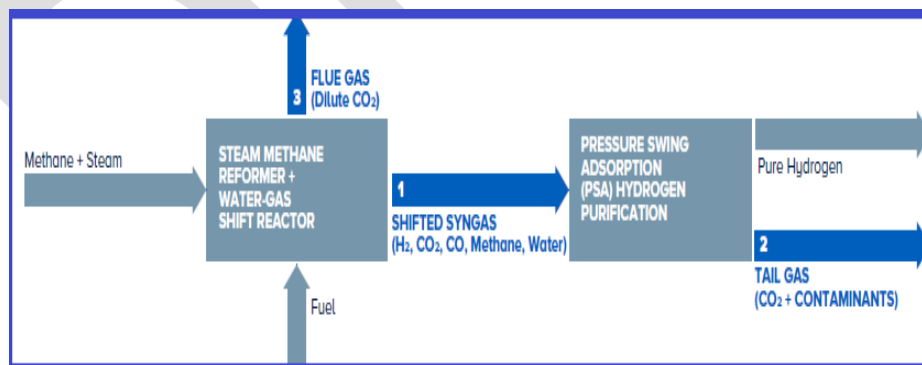 3
FLUE GAS
(Dilute CO₂)
Methane + Steam
STEAM METHANE
REFORMER +
WATER-GAS
SHIFT REACTOR
1
SHIFTED SYNGAS
(H₂, CO₂, CO, Methane, Water)
Fuel
PRESSURE SWING
ADSORPTION
(PSA) HYDROGEN
PURIFICATION
Pure Hydrogen
2
TAIL GAS
(CO₂ + CONTAMINANTS)